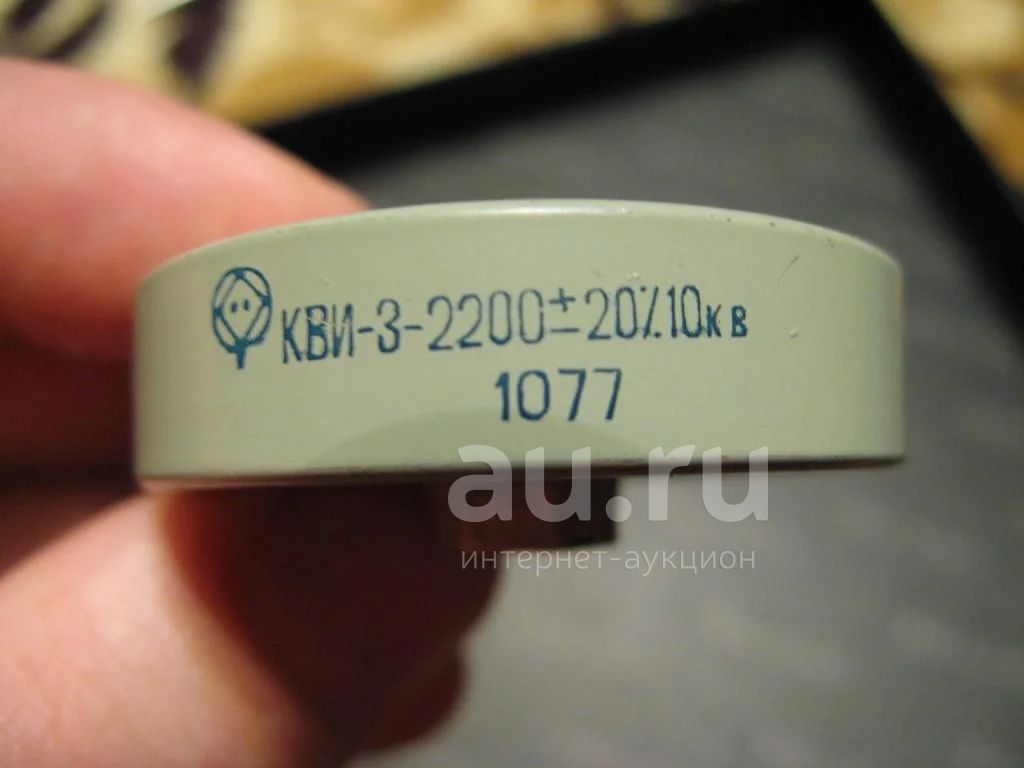 КВИ-3-2200±20%10кв
1077
au.ru
интернет-аукцион